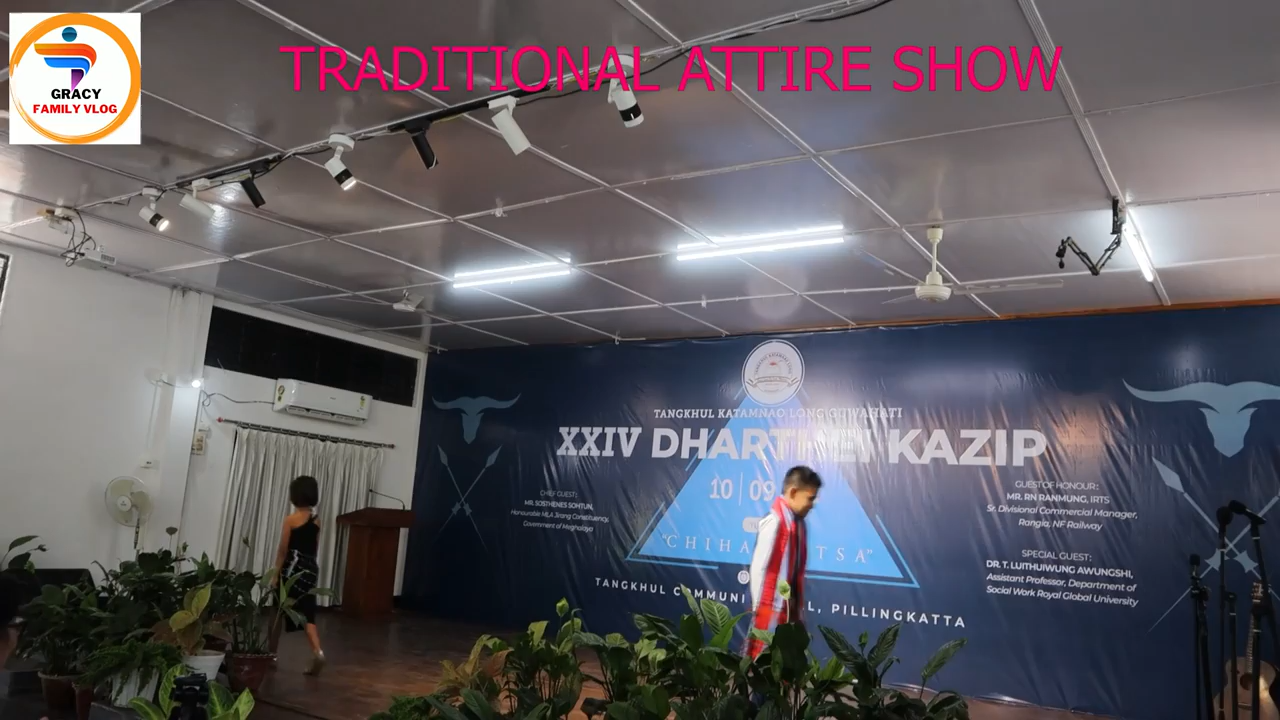 TRADITIONAL ATTIRE SHOW
GRACY
FAMILY VLOG
TANGKHUL KATAMNAO LONG GUWAHATI
XXIV DHARTHEI KAZIP
10 | 09
CHIEF GUEST:
MR. SOSTHENES SOHTUN,
Honourable MLA Jirang Constituency,
Government of Meghalaya
GUEST OF HONOUR:
MR. RN RANMUNG, IRTS
Sr. Divisional Commercial Manager,
Rangia, NF Railway
SPECIAL GUEST:
DR. T. LUITHUIWUNG AWUNGSHI,
Assistant Professor, Department of
Social Work Royal Global University
TANGKHUL PILLINGKATTA